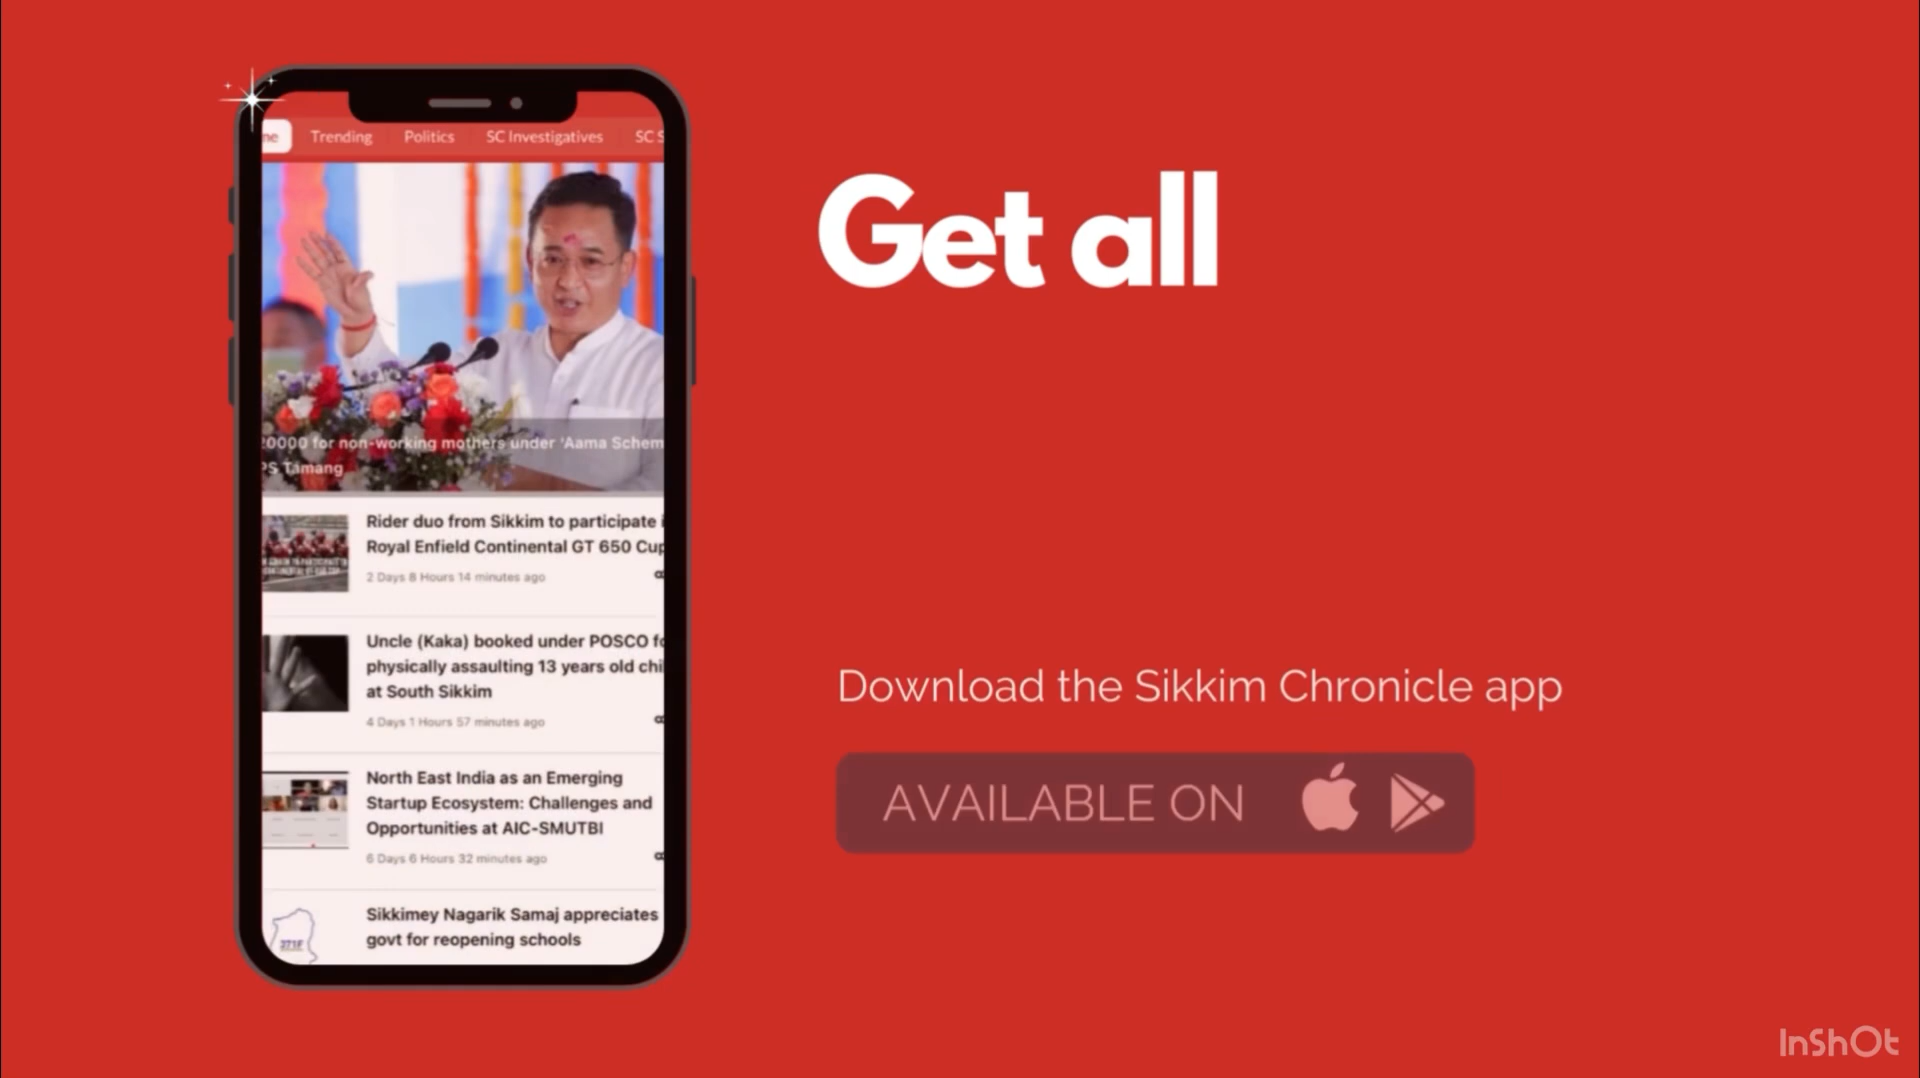 Trending Politics SC Investigatives SC
for non-working mothers under 'Aama
Tamang
Rider duo from Sikkim to participate
Royal Enfield Continental GT 650 Cup
2 Days 8 Hours 14 minutes ago
Uncle (Kaka) booked under POSCO
physically assaulting 13 years old
at South Sikkim
4 Days 1 Hours 57 minutes ago
North East India as an Emerging
Startup Ecosystem: Challenges and
Opportunities at AIC-SMUTBI
6 Days 6 Hours 32 minutes ago
371F
Sikkimey Nagarik Samaj appreciates
govt for reopening schools
Get all
Download the Sikkim Chronicle app
AVAILABLE ON
InShOt